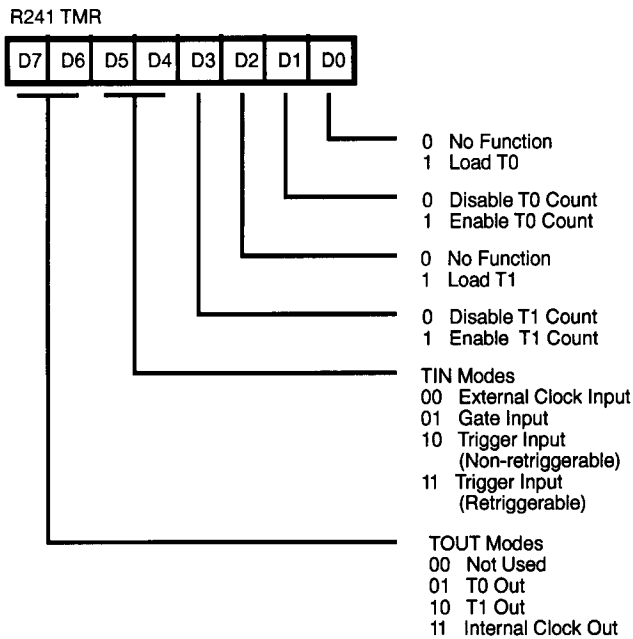 R241 TMR
D7 D6 D5 D4 D3 D2 D1 D0
0 No Function
1 Load T0
0 Disable T0 Count
1 Enable T0 Count
0 No Function
1 Load T1
0 Disable T1 Count
1 Enable T1 Count
TIN Modes
00 External Clock Input
01 Gate Input
10 Trigger Input
(Non-retriggerable)
11 Trigger Input
(Retriggerable)
TOUT Modes
00 Not Used
01 T0 Out
10 T1 Out
11 Internal Clock Out